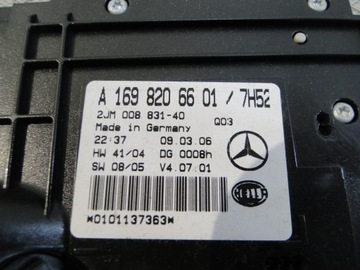 A 169 820 66 01 / 7H52
2JM 008 831-40 Q03
Made in Germany
22:37 09.03.06
HW 41/04 DG 0008h
SW 08/05 V4.07.01
*0101137363*